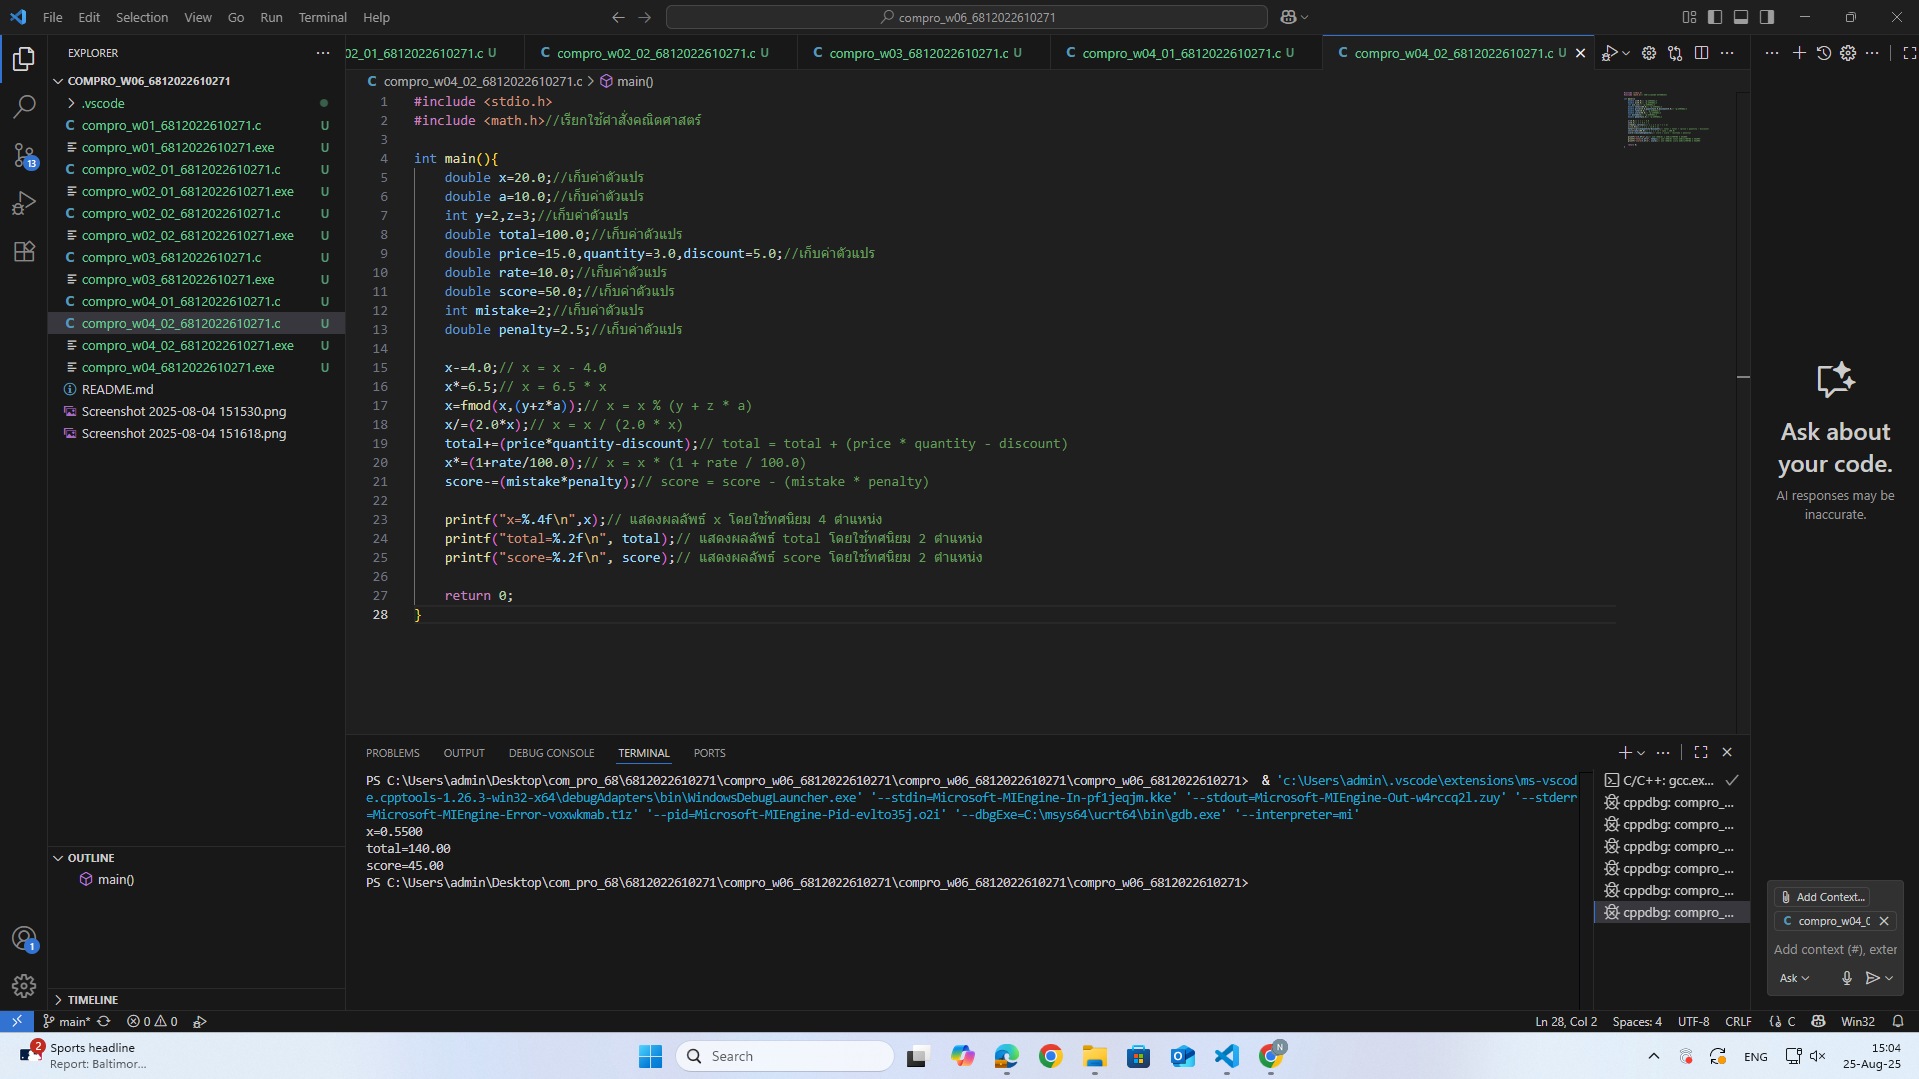 File Edit Selection View Go Run Terminal Help
compro_w06_6812022610271
EXPLORER
COMPRO_W06_6812022610271
.vscode
compro_w01_6812022610271.c U
compro_w01_6812022610271.exe U
compro_w02_01_6812022610271.c U
compro_w02_01_6812022610271.exe U
compro_w02_02_6812022610271.c U
compro_w02_02_6812022610271.exe U
compro_w03_6812022610271.c U
compro_w03_6812022610271.exe U
compro_w04_01_6812022610271.c U
compro_w04_02_6812022610271.c U
compro_w04_02_6812022610271.exe U
compro_w04_6812022610271.exe U
README.md
Screenshot 2025-08-04 151530.png
Screenshot 2025-08-04 151618.png
OUTLINE
main()
TIMELINE
13
1
02_01_6812022610271.c U
compro_w02_02_6812022610271.c U
compro_w03_6812022610271.c U
compro_w04_01_6812022610271.c U
compro_w04_02_6812022610271.c U
compro_w04_02_6812022610271.c > main()
1 #include <stdio.h>
2 #include <math.h>//เรียกใช้คำสั่งคณิตศาสตร์
3
4 int main(){
5 double x=20.0;//เก็บค่าตัวแปร
6 double a=10.0;//เก็บค่าตัวแปร
7 int y=2,z=3;//เก็บค่าตัวแปร
8 double total=100.0;//เก็บค่าตัวแปร
9 double price=15.0,quantity=3.0,discount=5.0;//เก็บค่าตัวแปร
10 double rate=10.0;//เก็บค่าตัวแปร
11 double score=50.0;//เก็บค่าตัวแปร
12 int mistake=2;//เก็บค่าตัวแปร
13 double penalty=2.5;//เก็บค่าตัวแปร
14
15 x-=4.0;// x = x - 4.0
16 x*=6.5;// x = 6.5 * x
17 x=fmod(x,(y+z*a));// x = x % (y + z * a)
18 x/=(2.0*x);// x = x / (2.0 * x)
19 total+=(price*quantity-discount);// total = total + (price * quantity - discount)
20 x*=(1+rate/100.0);// x = x * (1 + rate / 100.0)
21 score-=(mistake*penalty);// score = score - (mistake * penalty)
22
23 printf("x=%.4f\n",x);// แสดงผลลัพธ์ x โดยใช้ทศนิยม 4 ตำแหน่ง
24 printf("total=%.2f\n", total);// แสดงผลลัพธ์ total โดยใช้ทศนิยม 2 ตำแหน่ง
25 printf("score=%.2f\n", score);// แสดงผลลัพธ์ score โดยใช้ทศนิยม 2 ตำแหน่ง
26
27 return 0;
28 }
PROBLEMS OUTPUT DEBUG CONSOLE TERMINAL PORTS
PS C:\Users\admin\Desktop\com_pro_68\6812022610271\compro_w06_6812022610271\compro_w06_6812022610271\compro_w06_6812022610271> & 'c:\Users\admin\.vscode\extensions\ms-vscod
e.cpptools-1.26.3-win32-x64\debugAdapters\bin\WindowsDebugLauncher.exe' '--stdin=Microsoft-MIEngine-In-pf1jeqjm.kke' '--stdout=Microsoft-MIEngine-Out-w4rccq2l.zuy' '--stderr
=Microsoft-MIEngine-Error-voxwkmab.t1z' '--pid=Microsoft-MIEngine-Pid-evlto35j.o2i' '--dbgExe=C:\msys64\ucrt64\bin\gdb.exe' '--interpreter=mi'
x=0.5500
total=140.00
score=45.00
PS C:\Users\admin\Desktop\com_pro_68\6812022610271\compro_w06_6812022610271\compro_w06_6812022610271\compro_w06_6812022610271>
C/C++: gcc.ex...
cppdbg: compro_...
cppdbg: compro_...
cppdbg: compro_...
cppdbg: compro_...
cppdbg: compro_...
cppdbg: compro_...
Ask about
your code.
AI responses may be
inaccurate.
Add Context...
compro_w04_0
Add context (#), exter
Ask
main* 0 0
Ln 28, Col 2 Spaces: 4 UTF-8 CRLF {} C Win32
2
Sports headline
Report: Baltimor...
Search
N
ENG
15:04
25-Aug-25